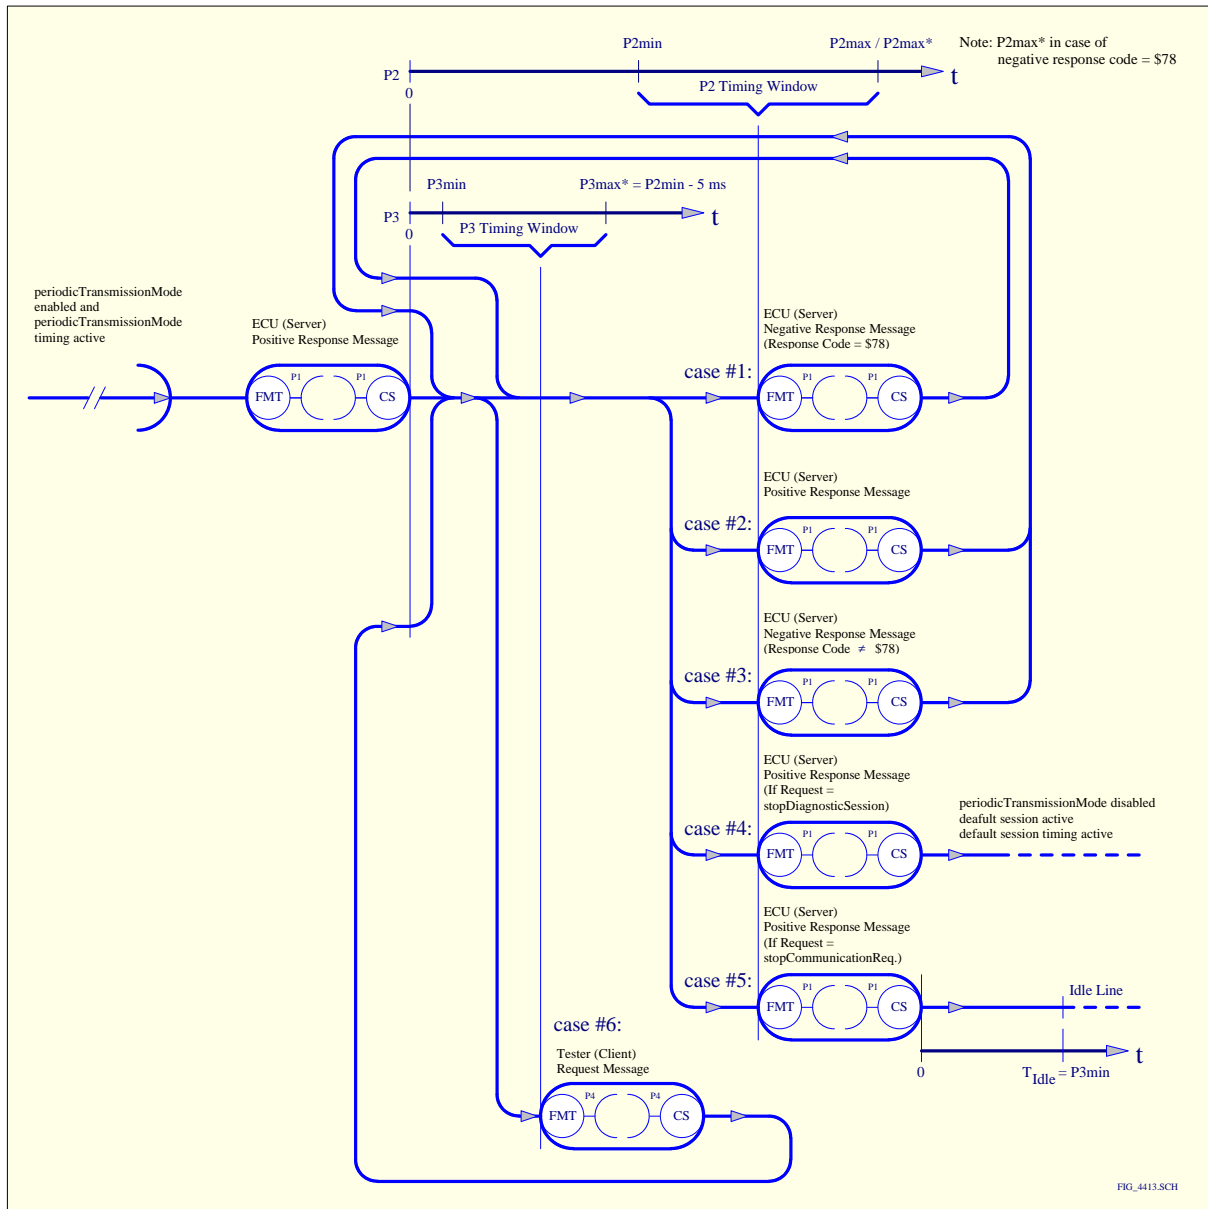 P2min
P2max / P2max*
Note: P2max* in case of
negative response code = $78
P2
0
t
P2 Timing Window
P3min
P3max* = P2min - 5 ms
P3
0
t
P3 Timing Window
periodicTransmissionMode
enabled and
periodicTransmissionMode
timing active
ECU (Server)
Positive Response Message
FMT
P1
P1
CS
ECU (Server)
Negative Response Message
(Response Code = $78)
case #1:
FMT
P1
P1
CS
ECU (Server)
Positive Response Message
case #2:
FMT
P1
P1
CS
ECU (Server)
Negative Response Message
(Response Code ≠ $78)
case #3:
FMT
P1
P1
CS
ECU (Server)
Positive Response Message
(If Request =
stopDiagnosticSession)
case #4:
FMT
P1
P1
CS
periodicTransmissionMode disabled
deafult session active
default session timing active
ECU (Server)
Positive Response Message
(If Request =
stopCommunicationReq.)
case #5:
FMT
P1
P1
CS
Idle Line
t
0
TIdle = P3min
case #6:
Tester (Client)
Request Message
FMT
P4
P4
CS
FIG_4413.SCH